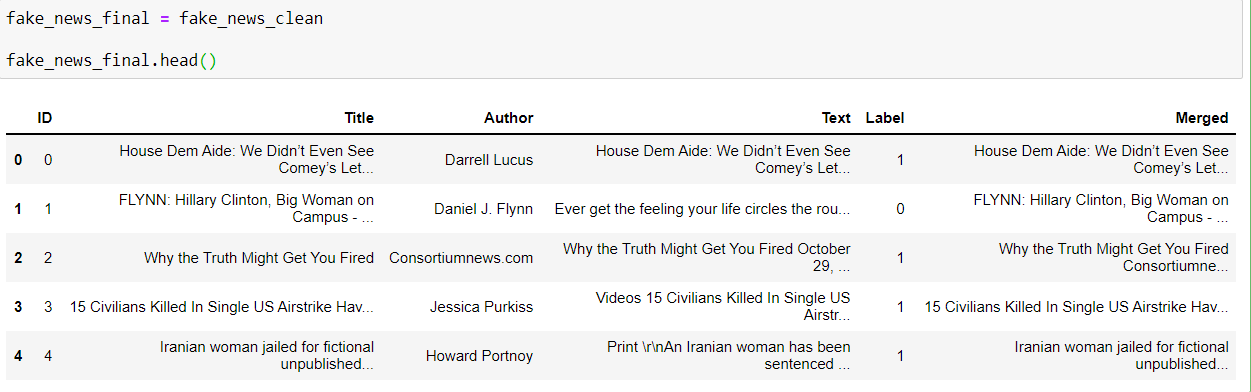 fake_news_final = fake_news_clean
fake_news_final.head()
ID Title Author Text Label Merged
0 0 House Dem Aide: We Didn’t Even See Comey’s Let... Darrell Lucus House Dem Aide: We Didn’t Even See Comey’s Let... 1 House Dem Aide: We Didn’t Even See Comey’s Let...
1 1 FLYNN: Hillary Clinton, Big Woman on Campus - ... Daniel J. Flynn Ever get the feeling your life circles the rou... 0 FLYNN: Hillary Clinton, Big Woman on Campus - ...
2 2 Why the Truth Might Get You Fired Consortiumnews.com Why the Truth Might Get You Fired October 29, ... 1 Why the Truth Might Get You Fired Consortiumne...
3 3 15 Civilians Killed In Single US Airstrike Hav... Jessica Purkiss Videos 15 Civilians Killed In Single US Airstr... 1 15 Civilians Killed In Single US Airstrike Hav...
4 4 Iranian woman jailed for fictional unpublished... Howard Portnoy Print \r\nAn Iranian woman has been sentenced ... 1 Iranian woman jailed for fictional unpublished...